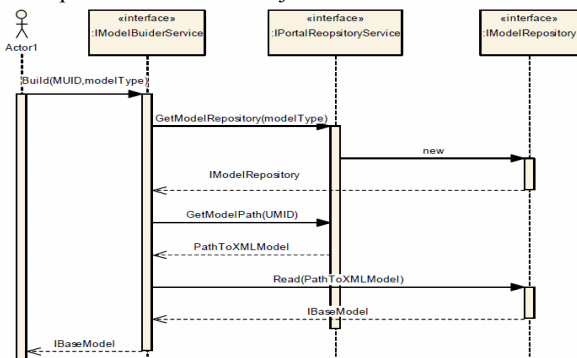 Actor1
«interface»
:IModelBuiderService
«interface»
:IPortalReopsitoryService
«interface»
:IModelRepository
Build(MUID,modelType)
GetModelRepository(modelType)
new
IModelRepository
GetModelPath(UMID)
PathToXMLModel
Read(PathToXMLModel)
IBaseModel
IBaseModel